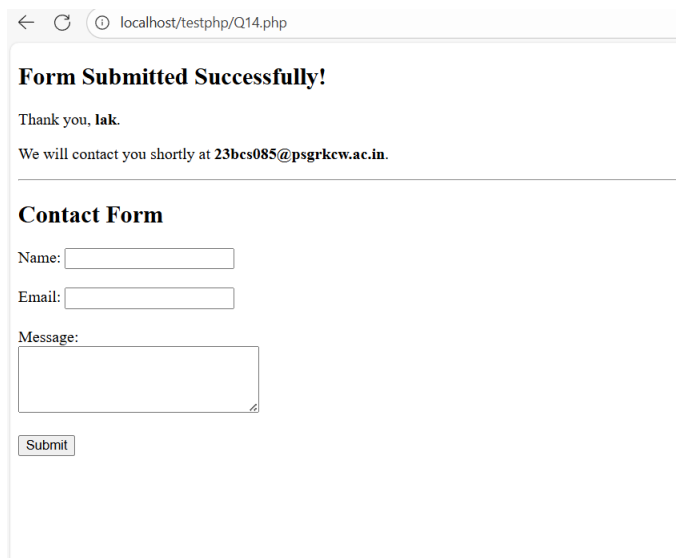 localhost/testphp/Q14.php
Form Submitted Successfully!
Thank you, lak.
We will contact you shortly at 23bcs085@psgrkcw.ac.in.
Contact Form
Name:
Email:
Message:
Submit